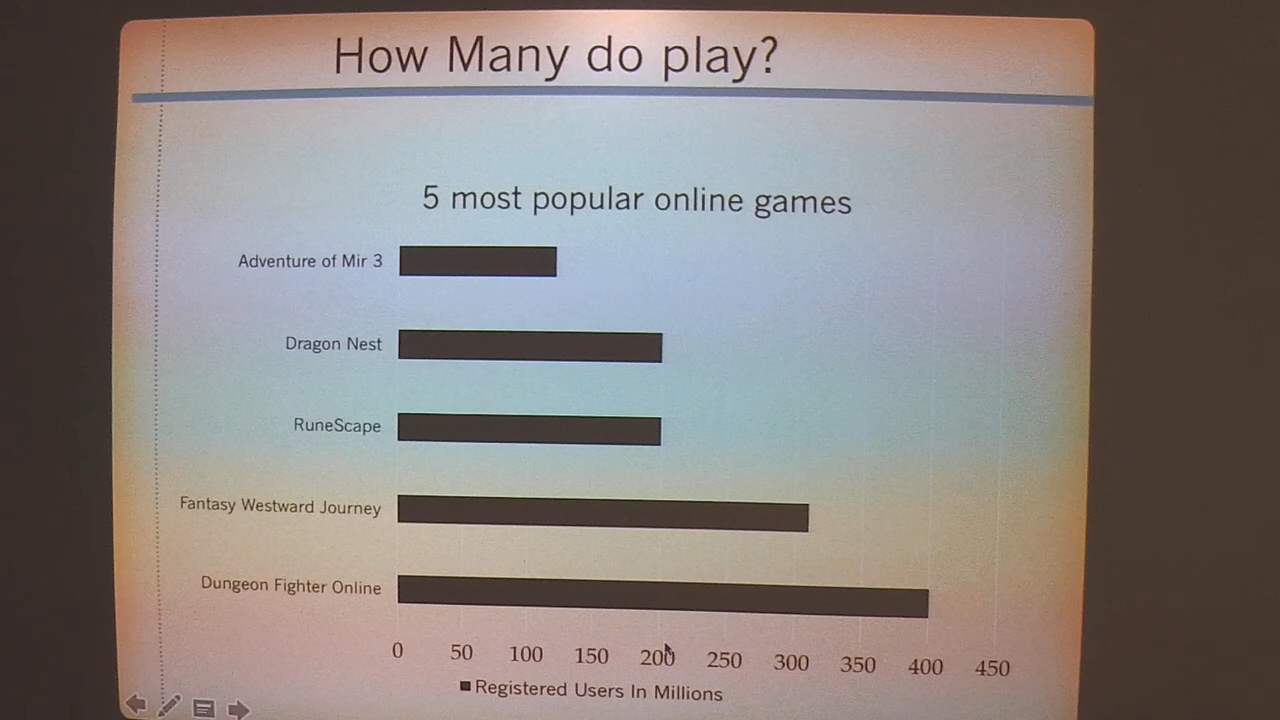 How Many do play?
5 most popular online games
Adventure of Mir 3
Dragon Nest
RuneScape
Fantasy Westward Journey
Dungeon Fighter Online
0 50 100 150 200 250 300 350 400 450
Registered Users In Millions